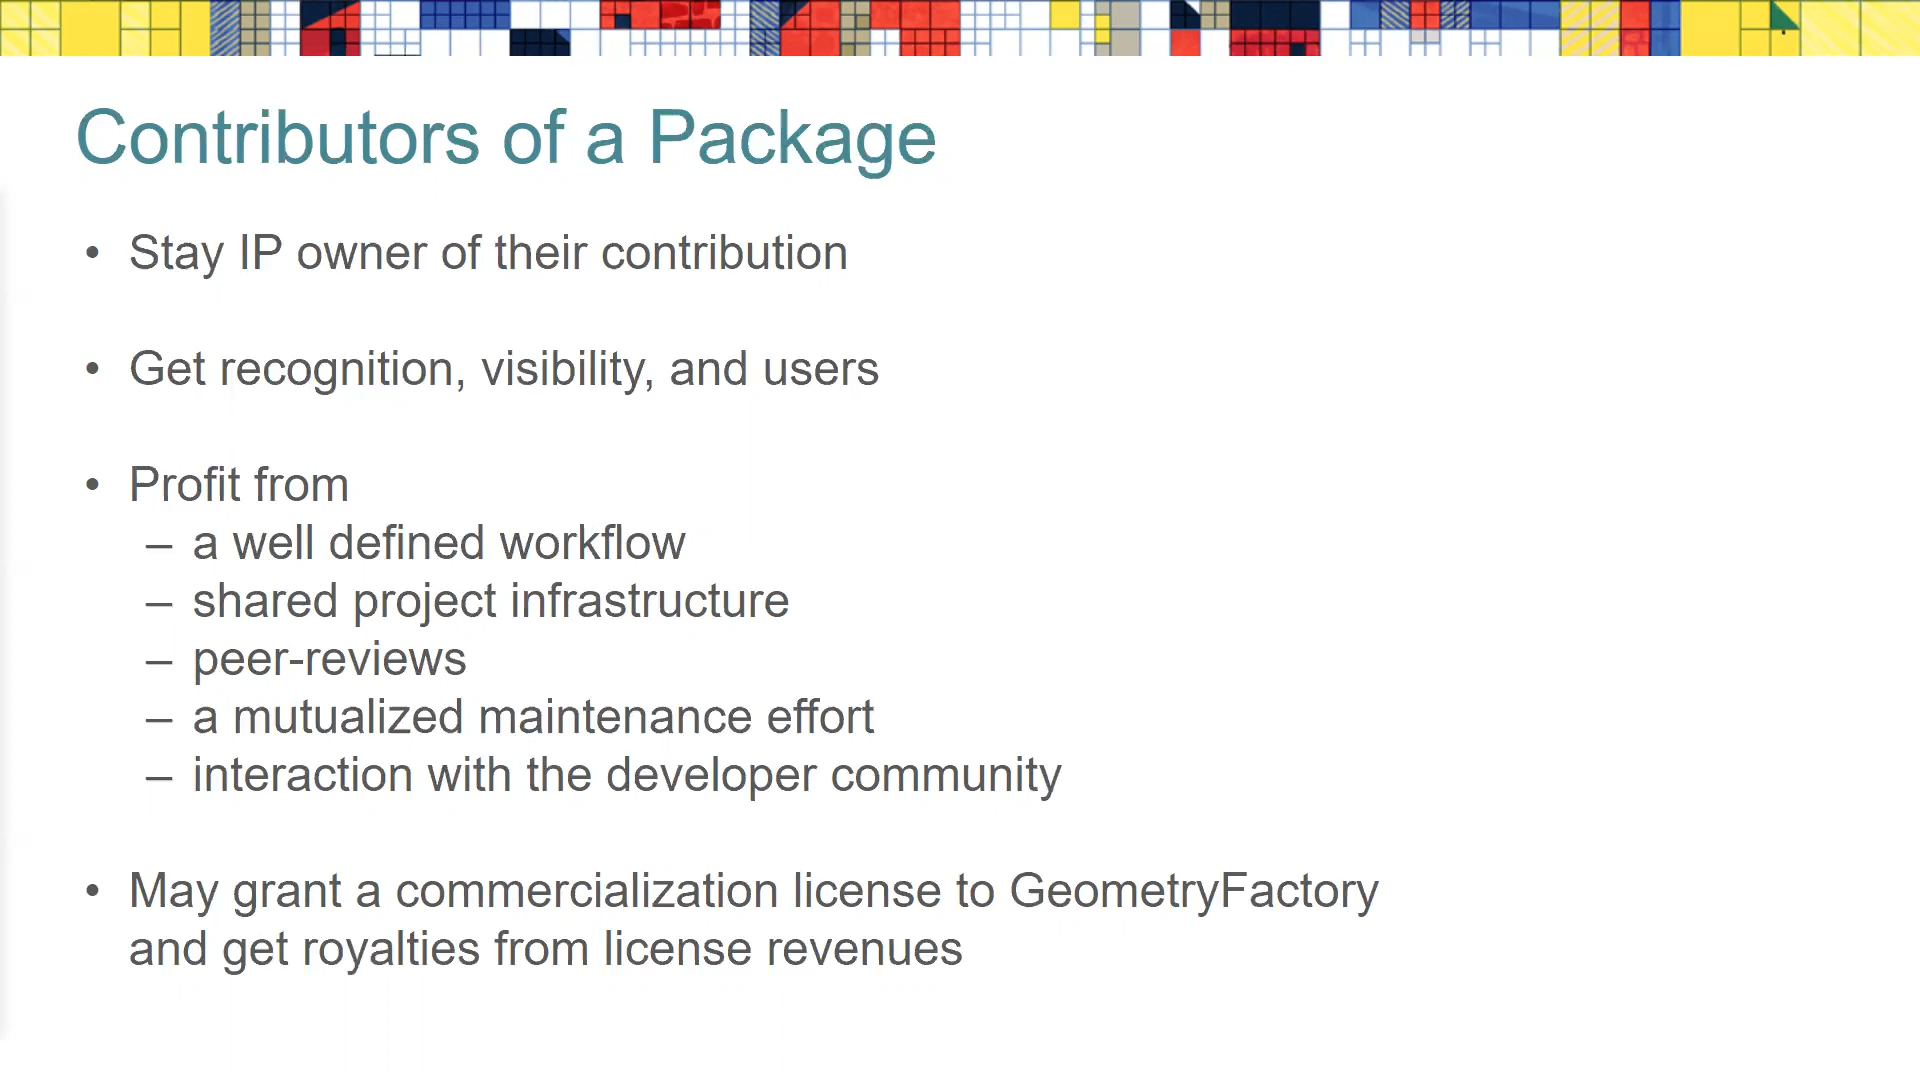 Contributors of a Package
• Stay IP owner of their contribution
• Get recognition, visibility, and users
• Profit from
– a well defined workflow
– shared project infrastructure
– peer-reviews
– a mutualized maintenance effort
– interaction with the developer community
• May grant a commercialization license to GeometryFactory
and get royalties from license revenues